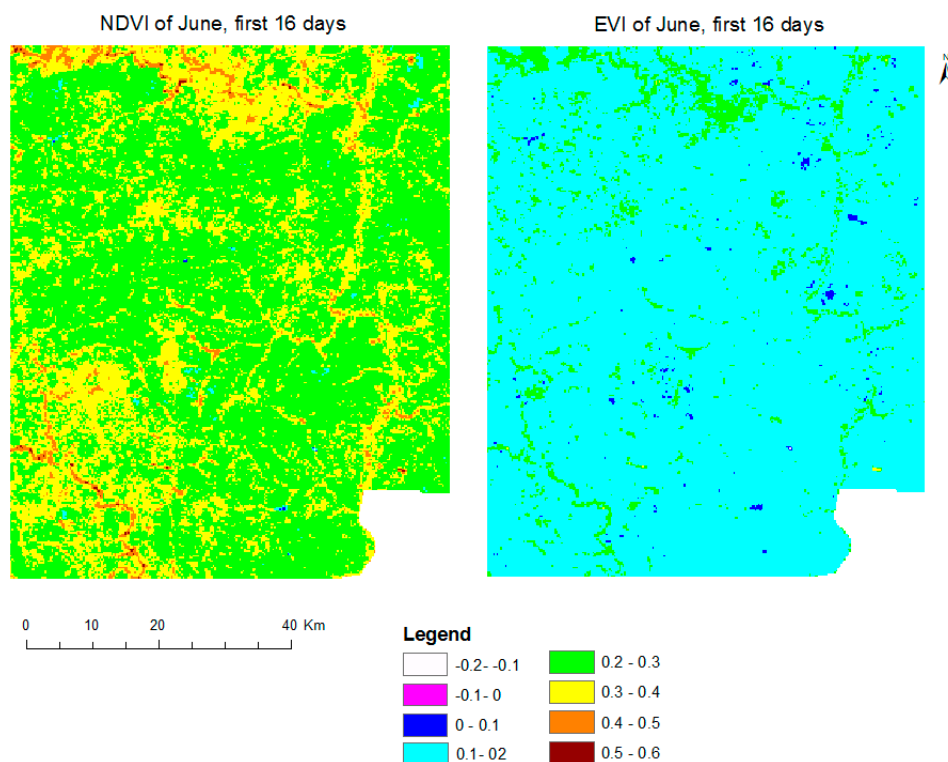 NDVI of June, first 16 days
EVI of June, first 16 days
N
0 10 20 40 Km
Legend
-0.2- -0.1
-0.1- 0
0 - 0.1
0.1- 02
0.2 - 0.3
0.3 - 0.4
0.4 - 0.5
0.5 - 0.6